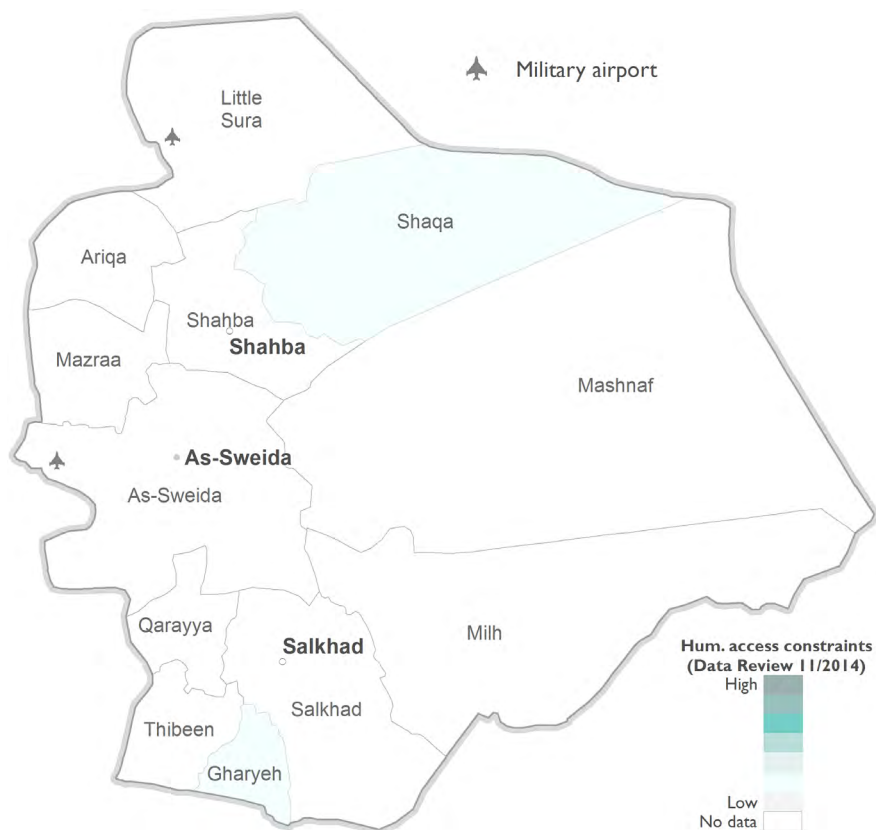 Military airport
Little
Sura
Shaqa
Ariqa
Shahba
Shahba
Mazraa
Mashnaf
As-Sweida
As-Sweida
Qarayya
Milh
Salkhad
Salkhad
Thibeen
Gharyeh
Hum. access constraints
(Data Review 11/2014)
High
Low
No data